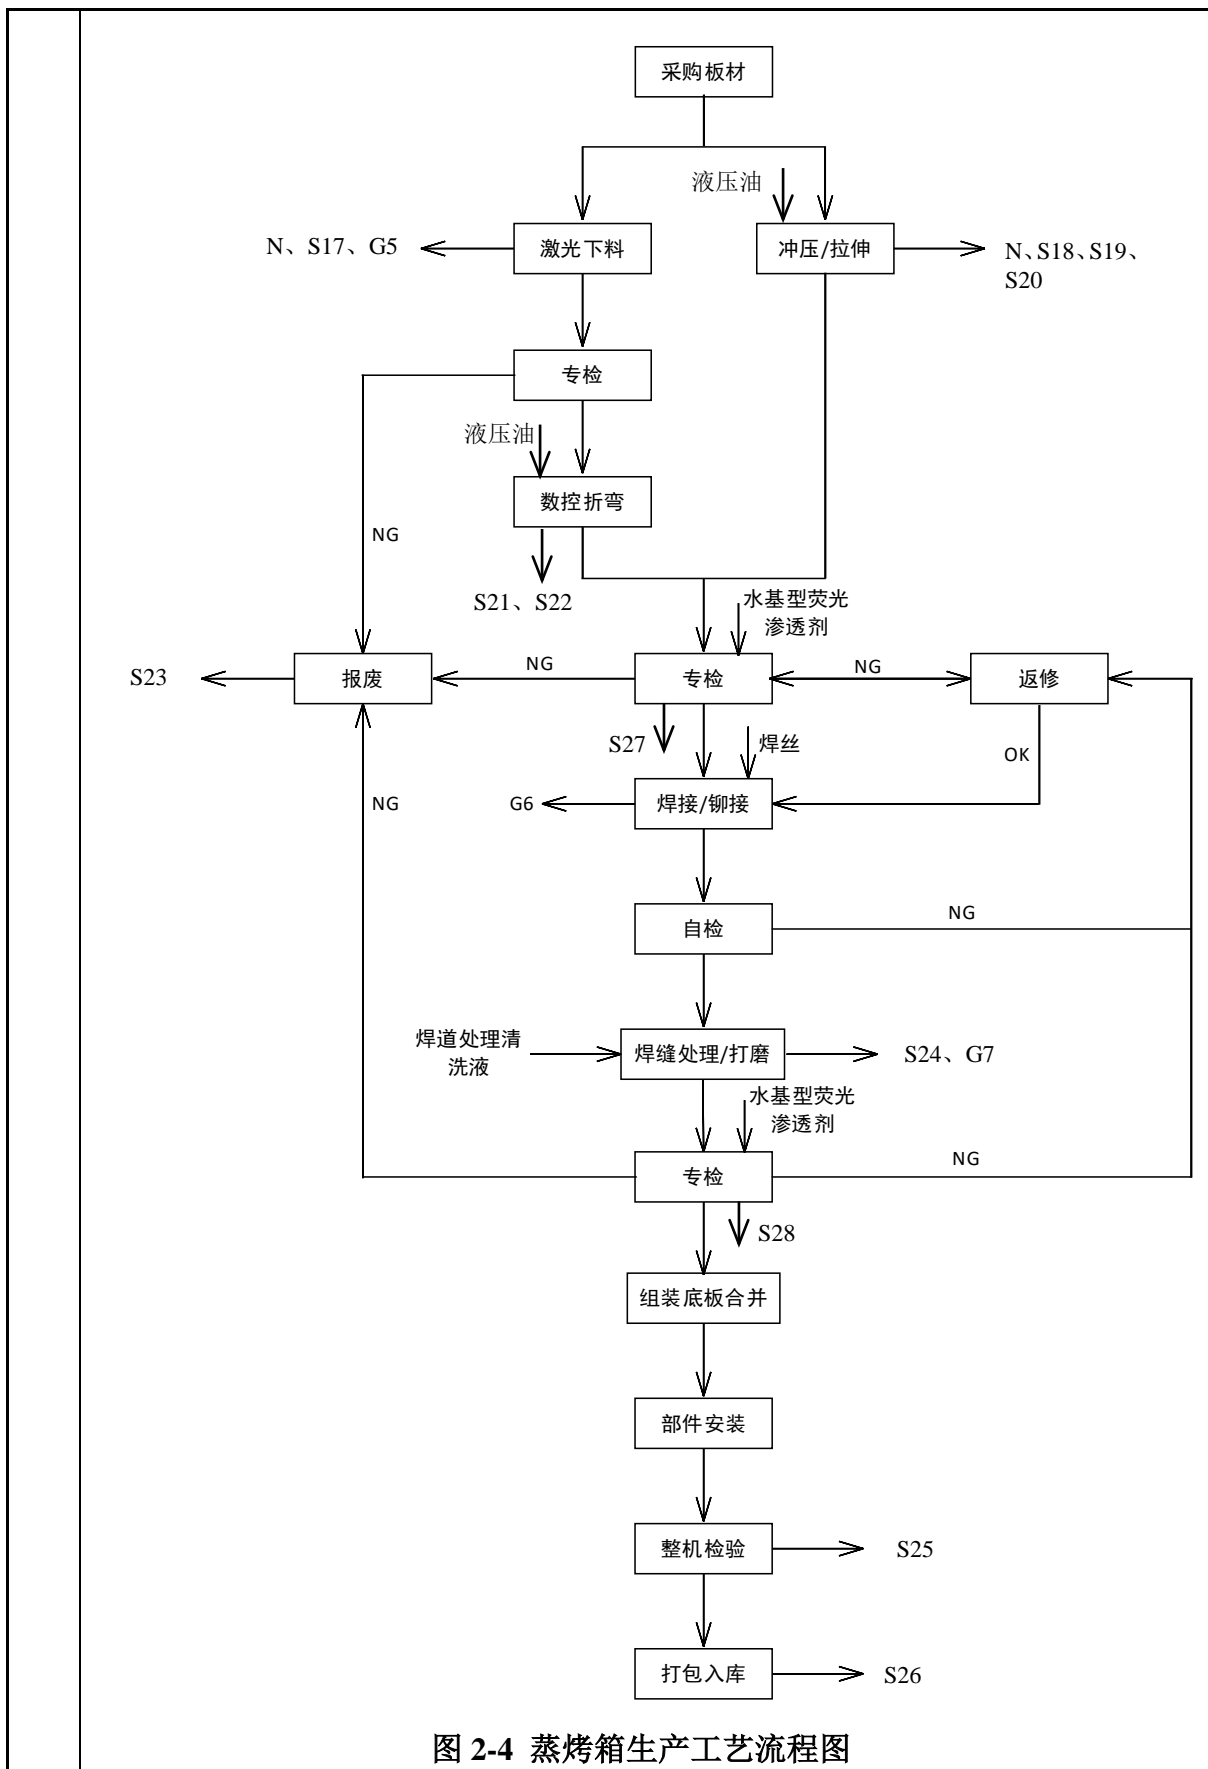 采购板材
液压油
N、S17、G5
激光下料
冲压/拉伸
N、S18、S19、
S20
专检
液压油
数控折弯
NG
S21、S22
水基型荧光
渗透剂
S23
报废
NG
专检
NG
返修
S27
焊丝
OK
NG
G6
焊接/铆接
自检
NG
焊道处理清
洗液
焊缝处理/打磨
S24、G7
水基型荧光
渗透剂
专检
NG
S28
组装底板合并
部件安装
整机检验
S25
打包入库
S26
图 2-4 蒸烤箱生产工艺流程图